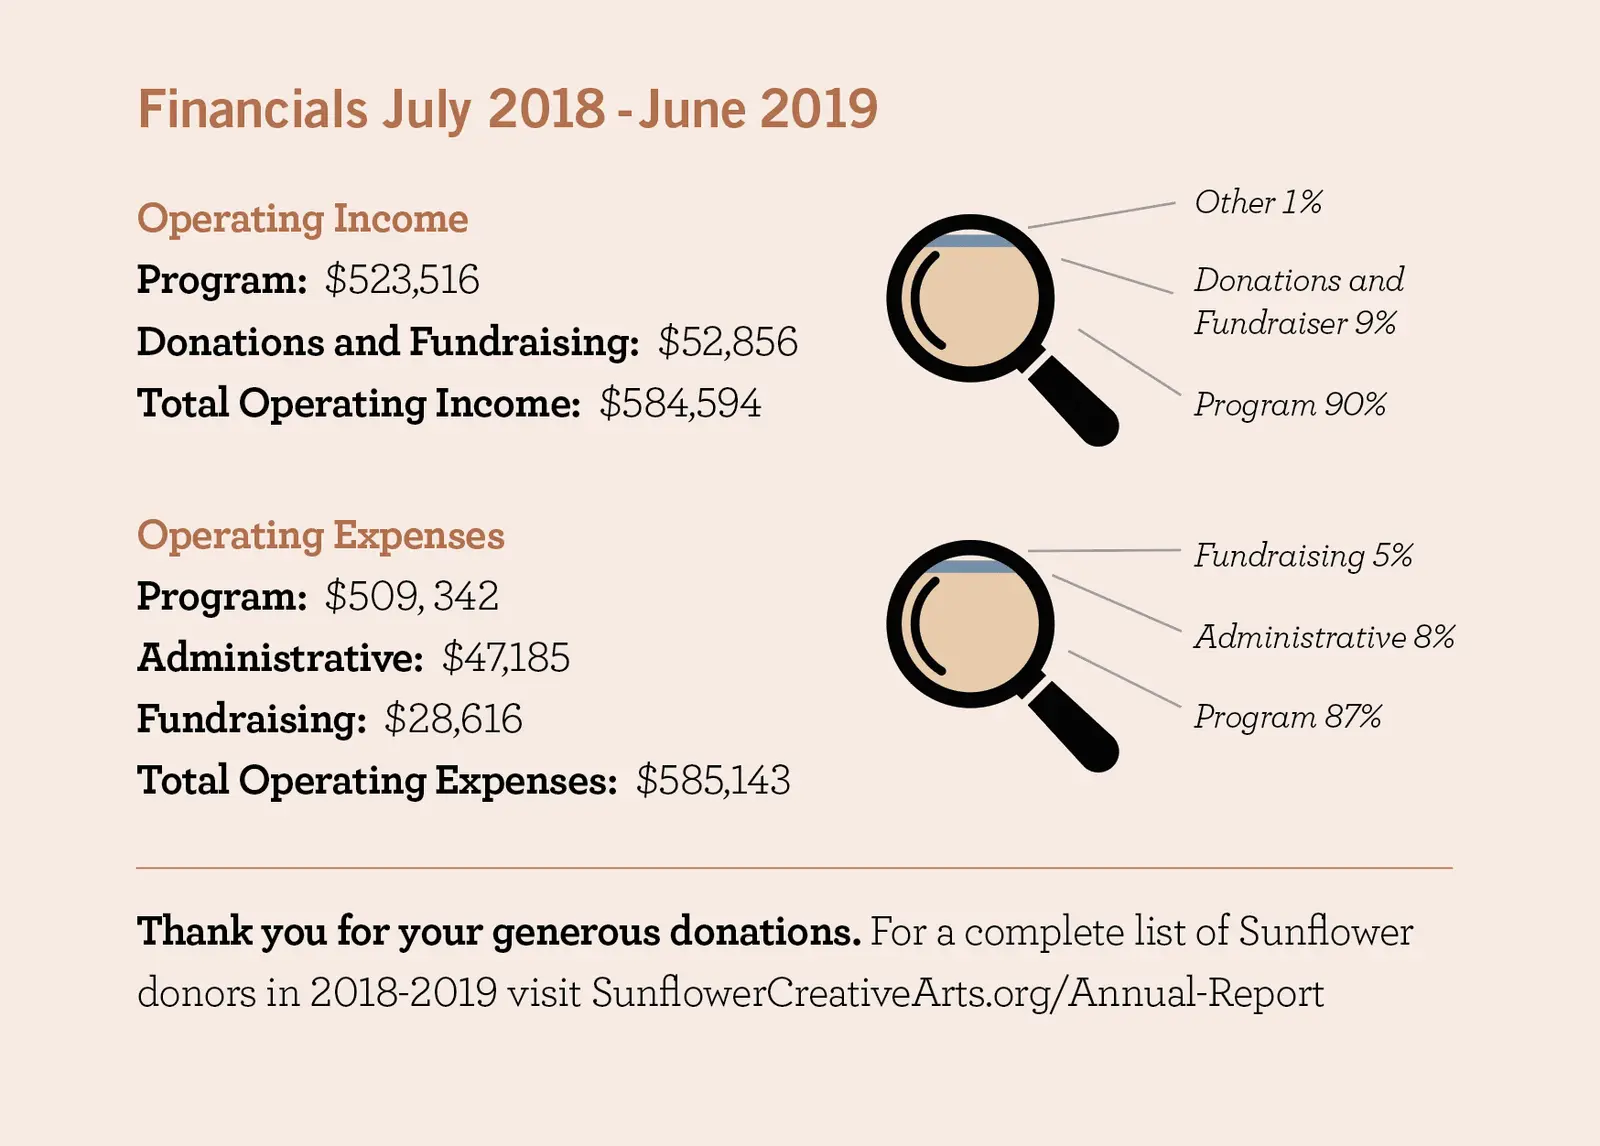 Financials July 2018 - June 2019
Operating Income
Program: $523,516
Donations and Fundraising: $52,856
Total Operating Income: $584,594
Other 1%
Donations and
Fundraiser 9%
Program 90%
Operating Expenses
Program: $509, 342
Administrative: $47,185
Fundraising: $28,616
Total Operating Expenses: $585,143
Fundraising 5%
Administrative 8%
Program 87%
Thank you for your generous donations. For a complete list of Sunflower
donors in 2018-2019 visit SunflowerCreativeArts.org/Annual-Report